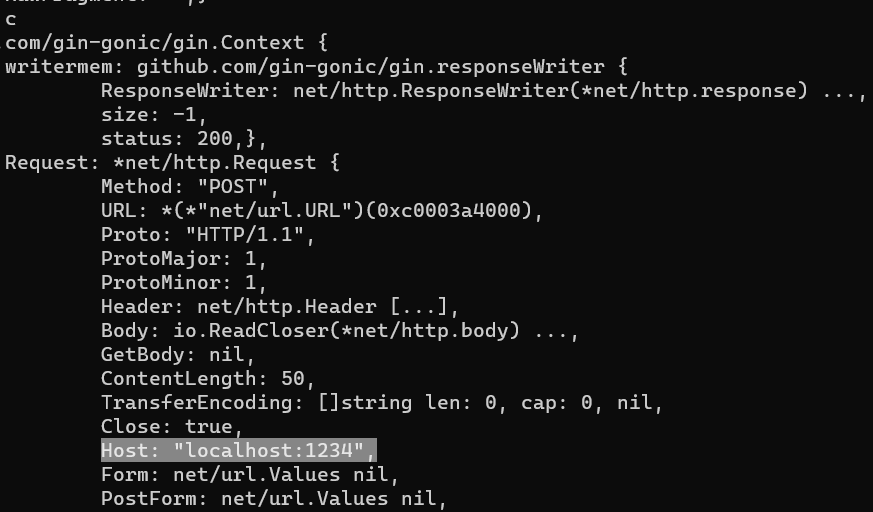 c
com/gin-gonic/gin.Context {
writermem: github.com/gin-gonic/gin.responseWriter {
ResponseWriter: net/http.ResponseWriter(*net/http.response) ...,
size: -1,
status: 200,},
Request: *net/http.Request {
Method: "POST",
URL: *(*"net/url.URL")(0xc0003a4000),
Proto: "HTTP/1.1",
ProtoMajor: 1,
ProtoMinor: 1,
Header: net/http.Header [...],
Body: io.ReadCloser(*net/http.body) ...,
GetBody: nil,
ContentLength: 50,
TransferEncoding: []string len: 0, cap: 0, nil,
Close: true,
Host: "localhost:1234",
Form: net/url.Values nil,
PostForm: net/url.Values nil,